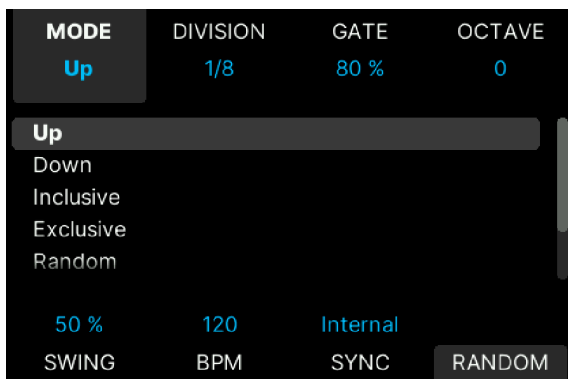 MODE DIVISION GATE OCTAVE
Up 1/8 80 % 0
Up
Down
Inclusive
Exclusive
Random
50 % 120 Internal
SWING BPM SYNC RANDOM